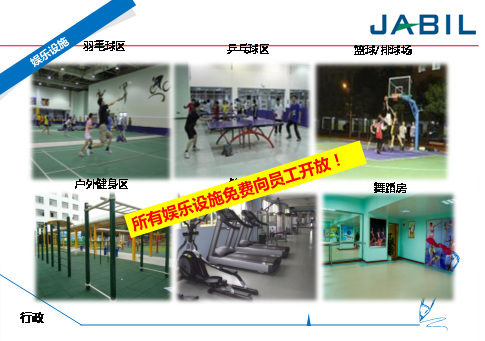 JABIL
娱乐设施
羽毛球区
乒乓球区
篮球/排球场
户外健身区
舞蹈房
所有娱乐设施免费向员工开放！
行政